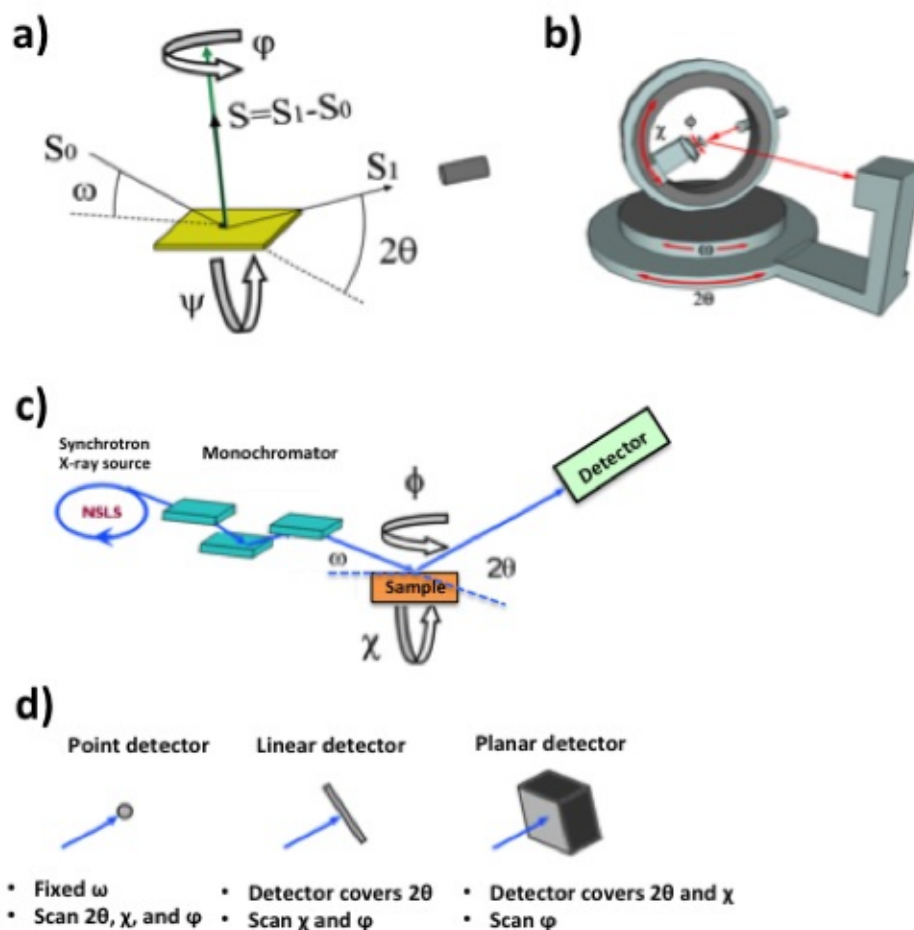 a)
φ
S=S₁-S₀
S₀
S₁
ω
2θ
ψ
b)
χ
ϕ
ω
2θ
c)
Synchrotron
X-ray source
Monochromator
NSLS
ϕ
Detector
ω
2θ
Sample
χ
d)
Point detector
Linear detector
Planar detector
• Fixed ω
• Scan 2θ, χ, and φ
• Detector covers 2θ
• Scan χ and φ
• Detector covers 2θ and χ
• Scan φ